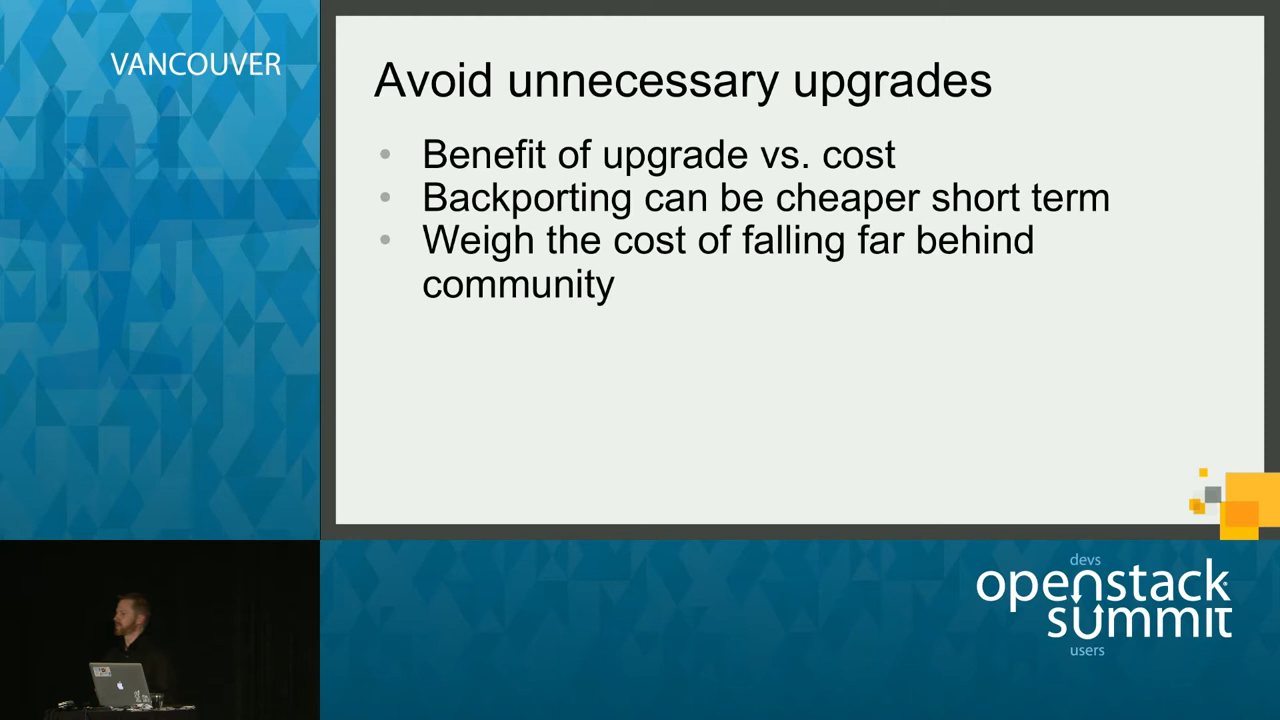 VANCOUVER
Avoid unnecessary upgrades
• Benefit of upgrade vs. cost
• Backporting can be cheaper short term
• Weigh the cost of falling far behind
community
devs
openstack
summit
users